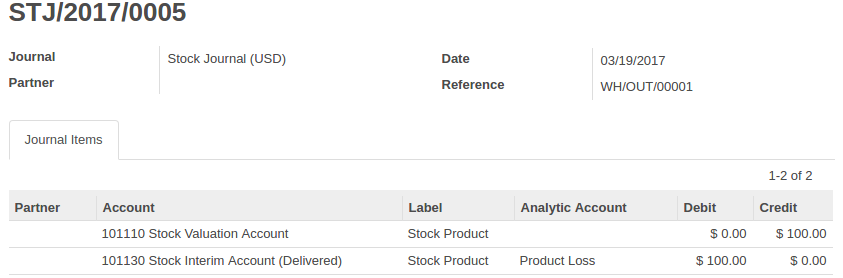 STJ/2017/0005
Journal Stock Journal (USD) Date 03/19/2017
Partner Reference WH/OUT/00001
Journal Items
1-2 of 2
Partner Account Label Analytic Account Debit Credit
101110 Stock Valuation Account Stock Product $ 0.00 $ 100.00
101130 Stock Interim Account (Delivered) Stock Product Product Loss $ 100.00 $ 0.00